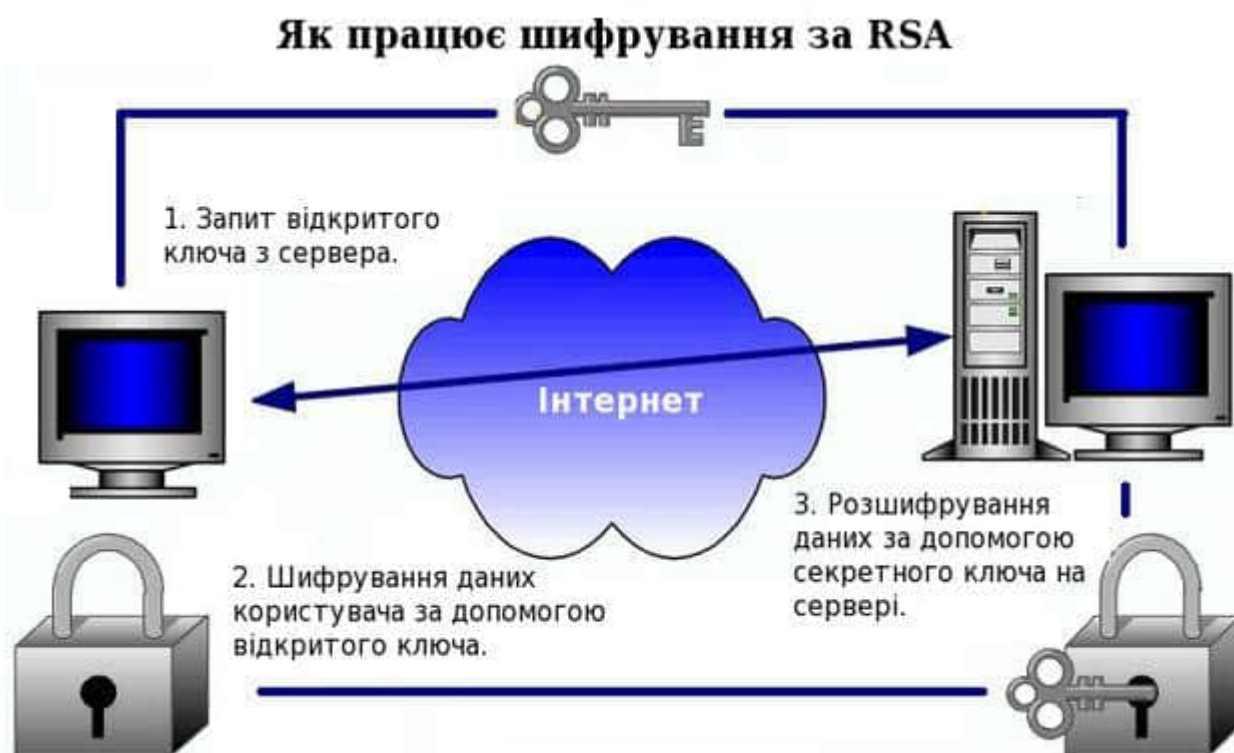 Як працює шифрування за RSA
1. Запит відкритого
ключа з сервера.
Інтернет
2. Шифрування даних
користувача за допомогою
відкритого ключа.
3. Розшифрування
даних за допомогою
секретного ключа на
сервері.